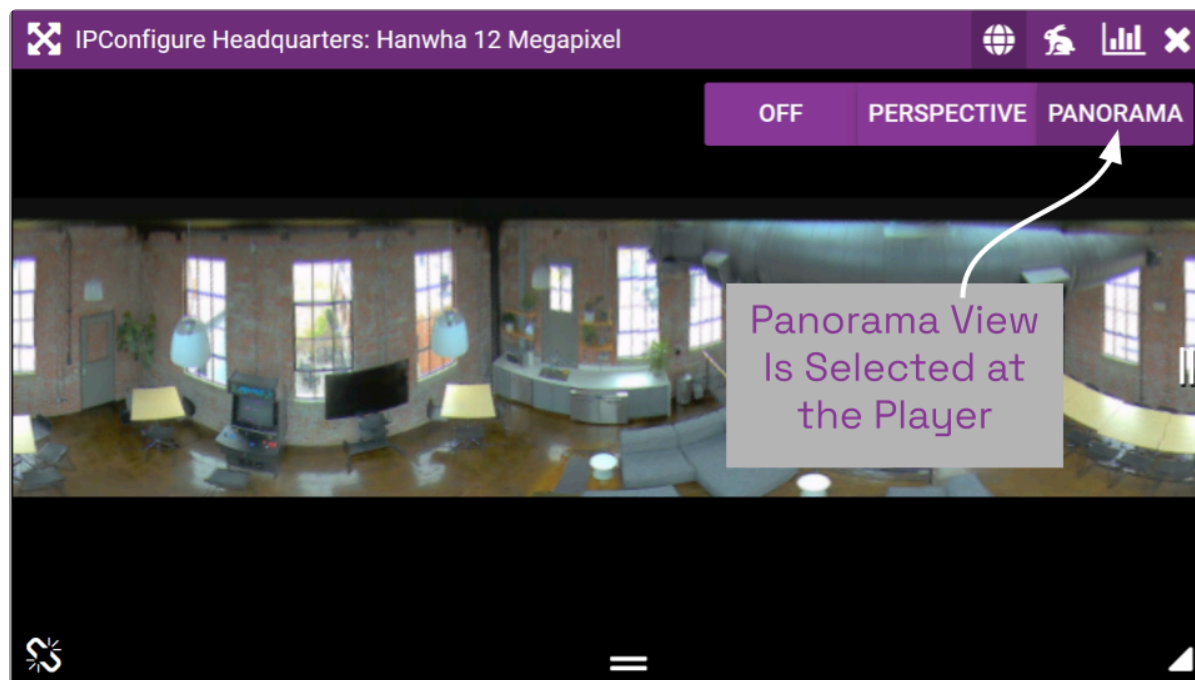 IPConfigure Headquarters: Hanwha 12 Megapixel
OFF PERSPECTIVE PANORAMA
Panorama View
Is Selected at
the Player